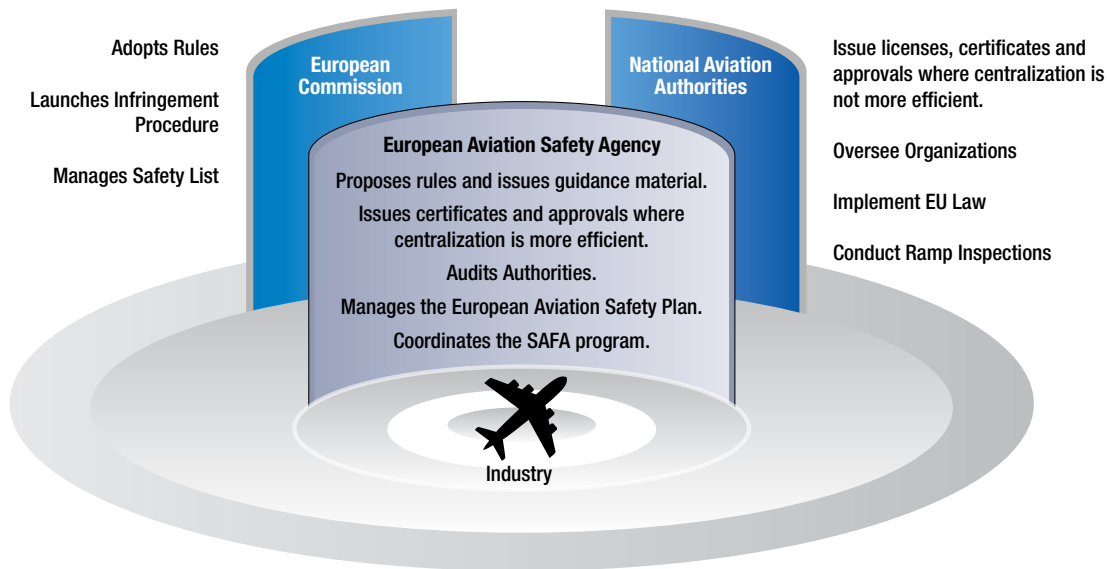 Adopts Rules
Launches Infringement
Procedure
Manages Safety List
European
Commission
National Aviation
Authorities
Issue licenses, certificates and
approvals where centralization is
not more efficient.
Oversee Organizations
Implement EU Law
Conduct Ramp Inspections
European Aviation Safety Agency
Proposes rules and issues guidance material.
Issues certificates and approvals where
centralization is more efficient.
Audits Authorities.
Manages the European Aviation Safety Plan.
Coordinates the SAFA program.
Industry